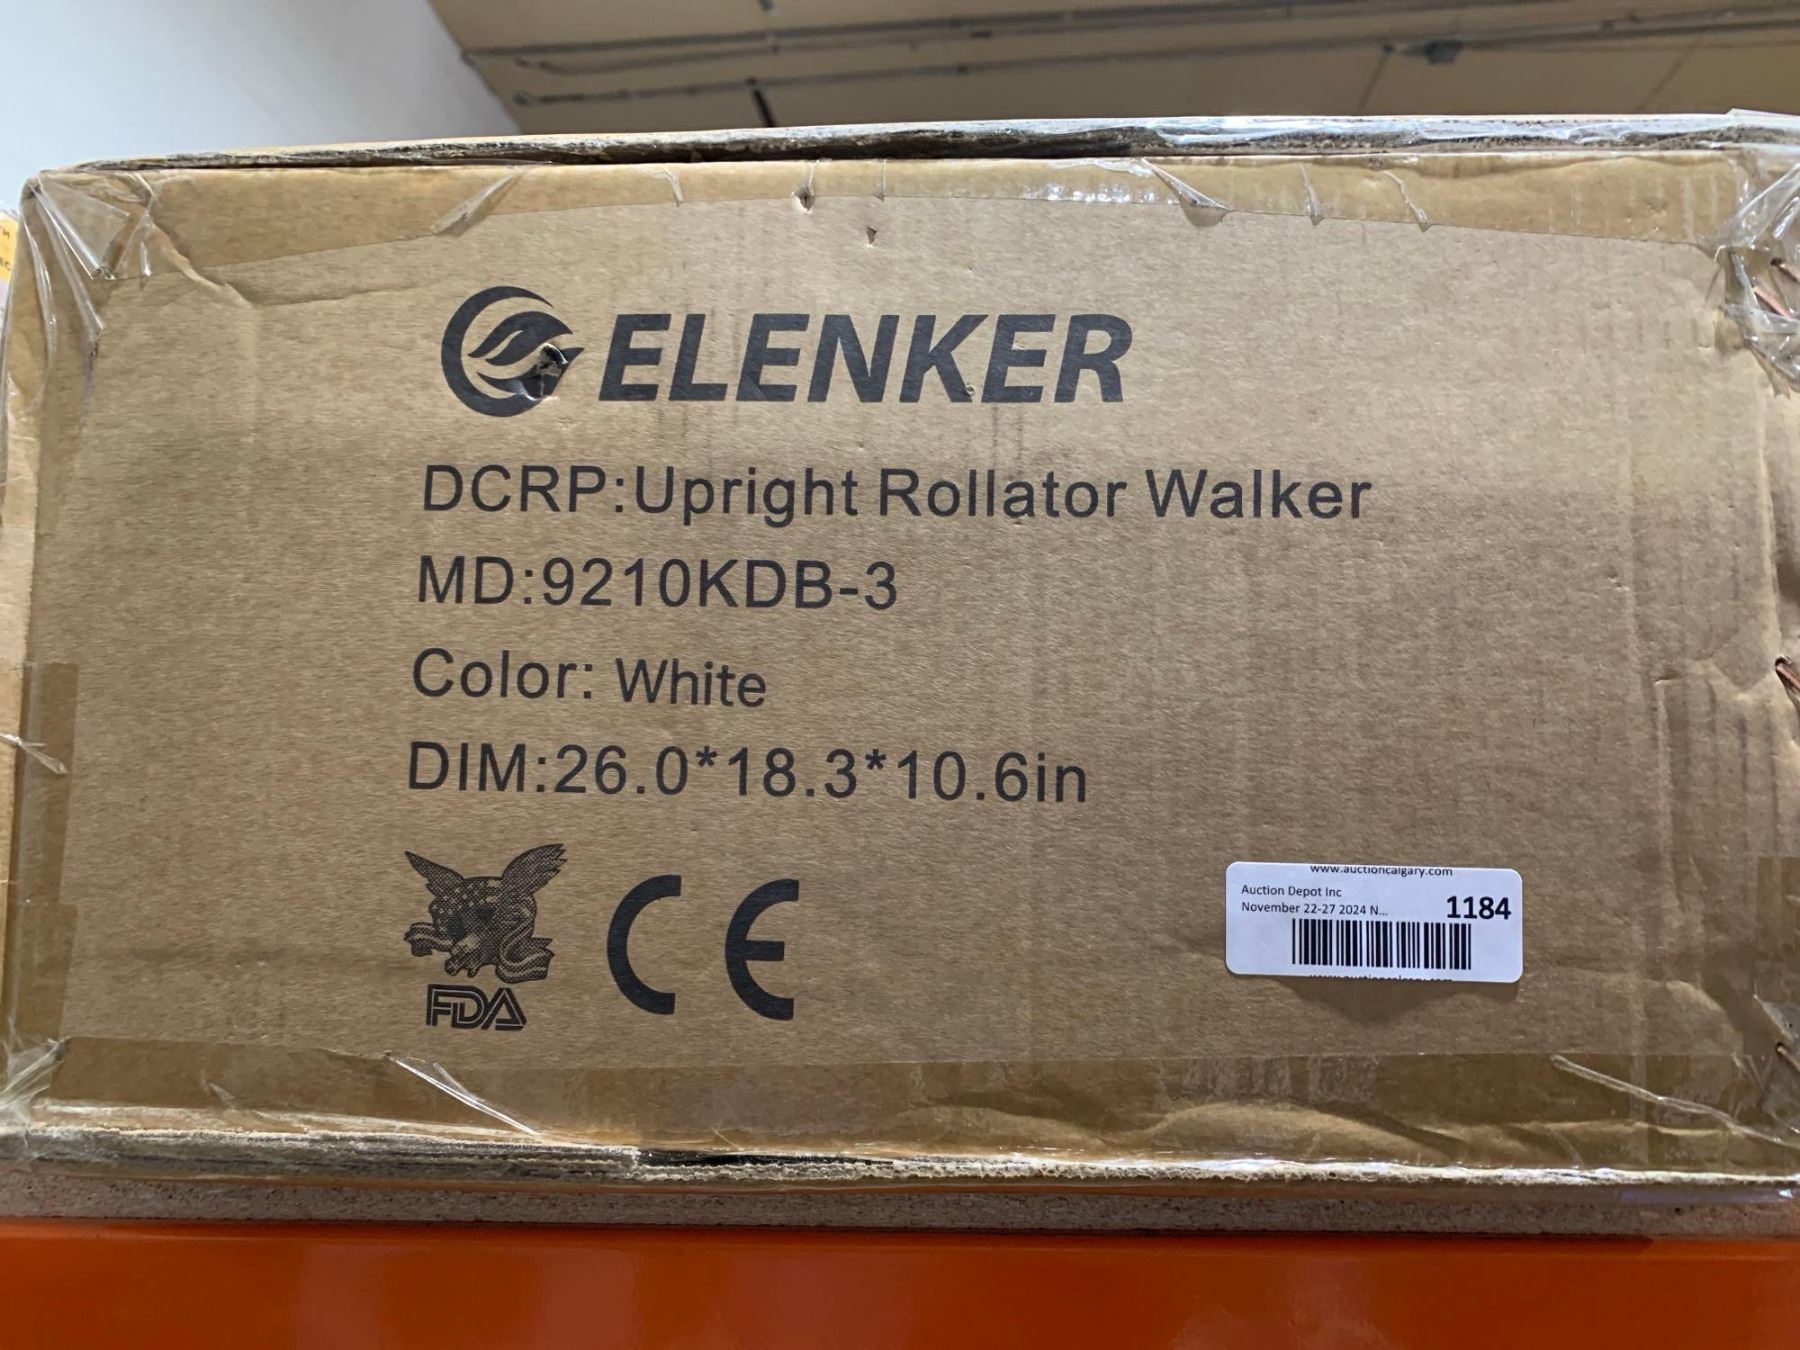 ELENKER
DCRP:Upright Rollator Walker
MD:9210KDB-3
Color: White
DIM:26.0*18.3*10.6in
FDA
CE
www.auctioncalgary.com
Auction Depot Inc
November 22-27 2024 N...
1184